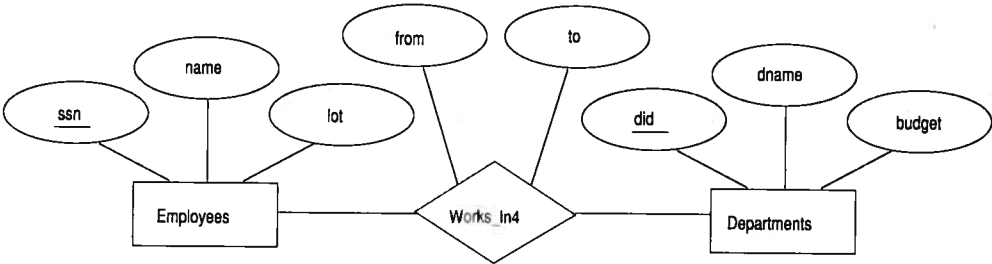 from
to
name
dname
ssn
lot
did
budget
Employees
Works_In4
Departments